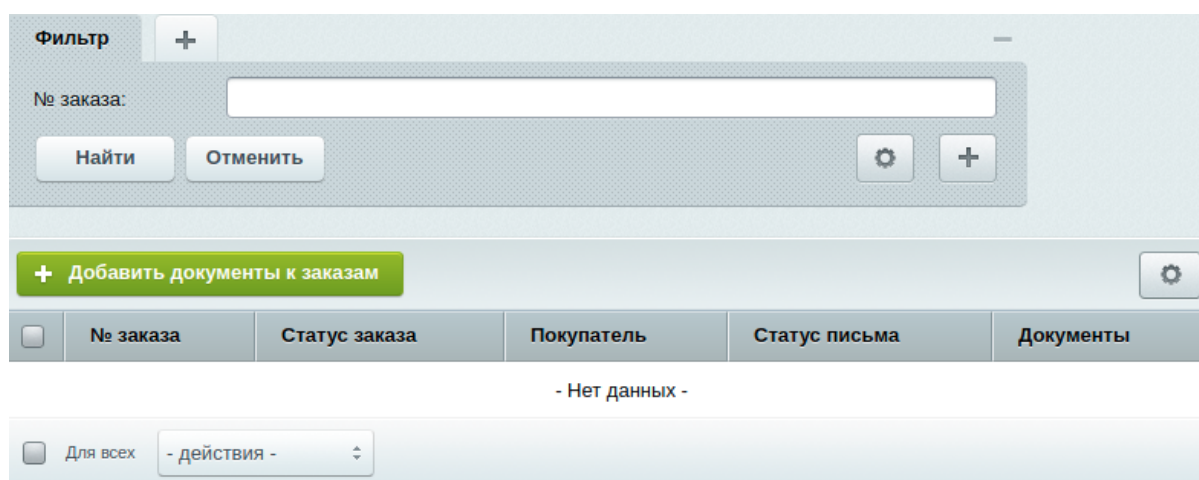 Фильтр
№ заказа:
Найти Отменить
Добавить документы к заказам
№ заказа Статус заказа Покупатель Статус письма Документы
- Нет данных -
Для всех - действия -